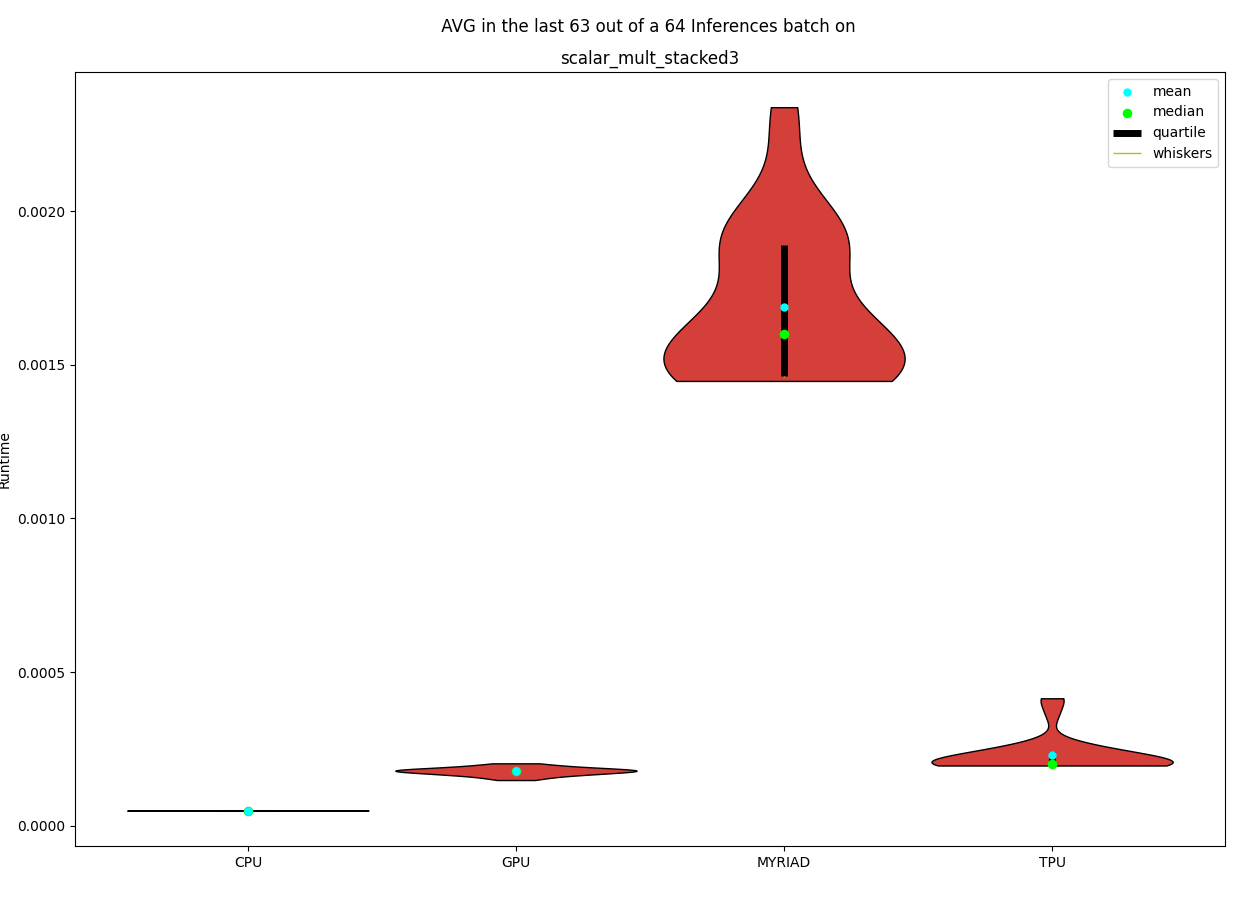 AVG in the last 63 out of a 64 Inferences batch on
scalar_mult_stacked3
mean
median
quartile
whiskers
0.0020
0.0015
0.0010
0.0005
0.0000
Runtime
CPU
GPU
MYRIAD
TPU